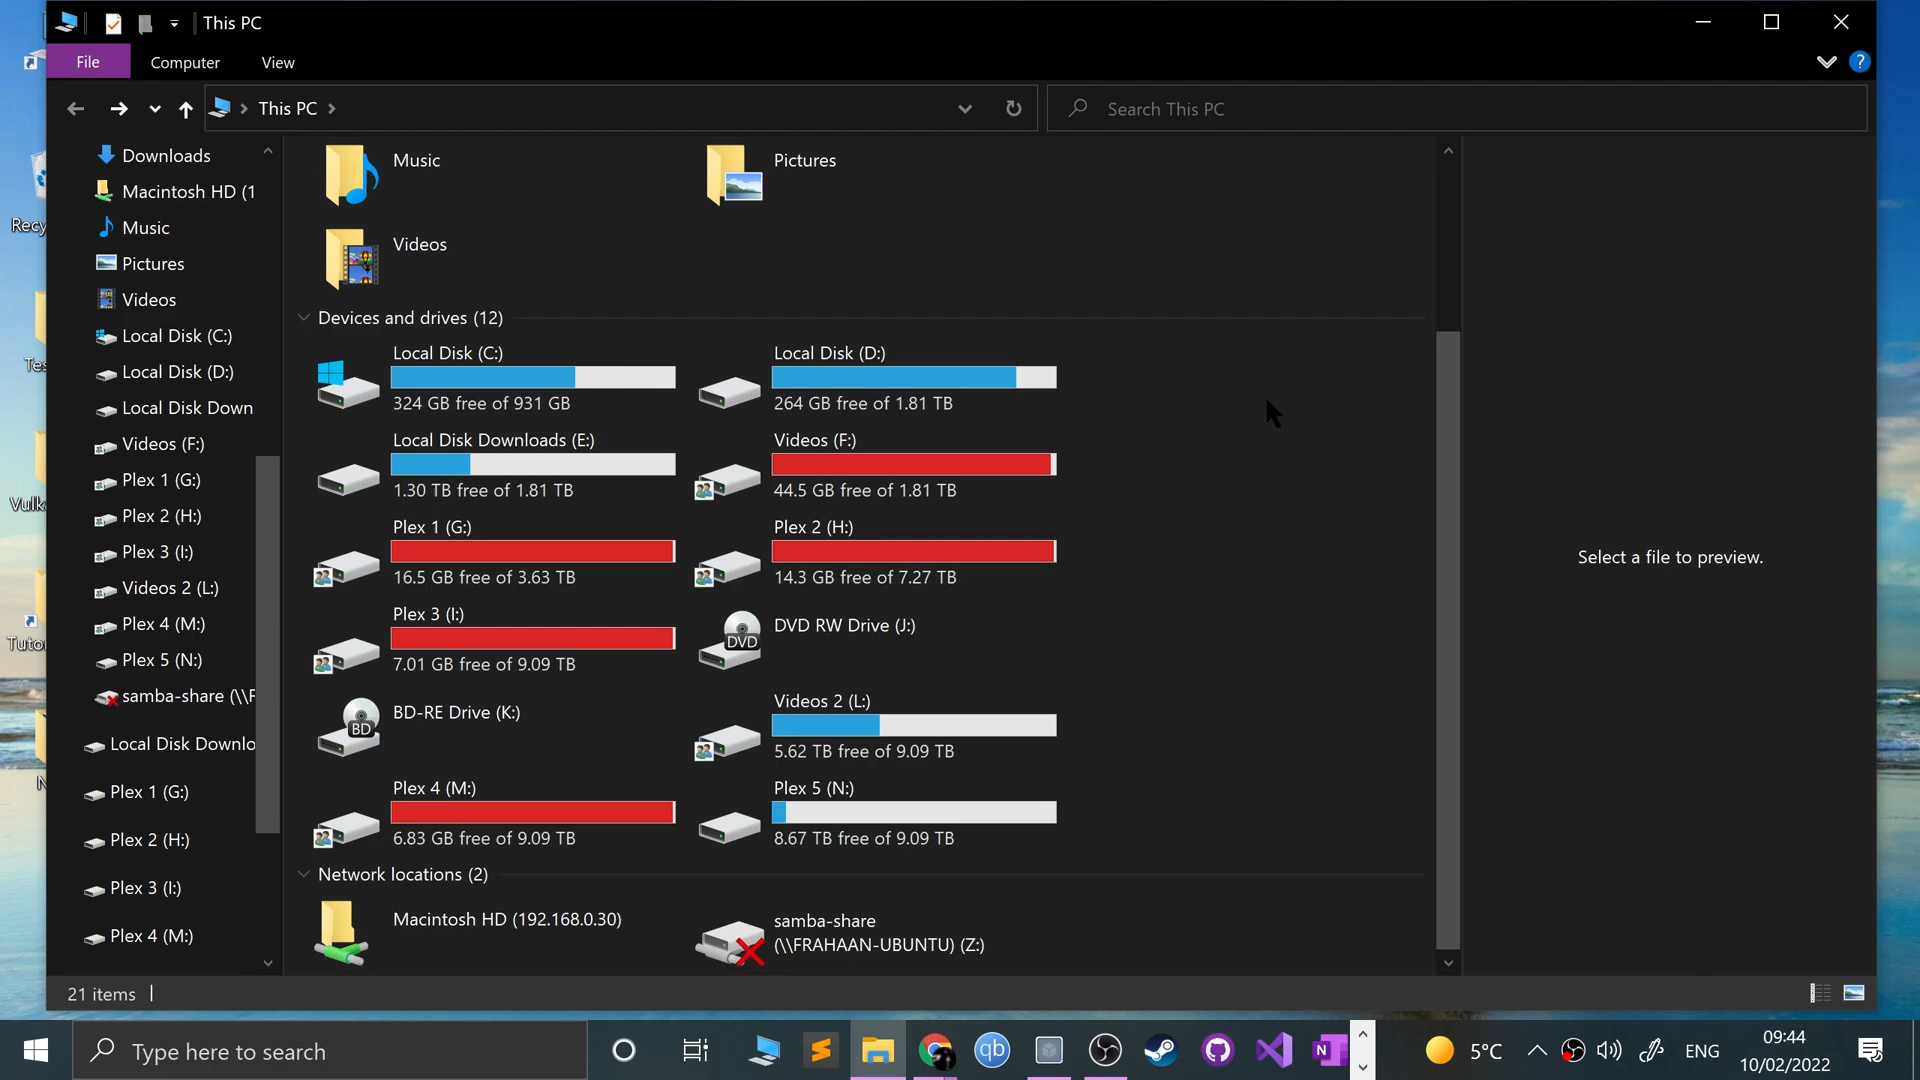 This PC
File
Computer
View
?
This PC
Search This PC
Downloads
Macintosh HD (1
Music
Pictures
Videos
Local Disk (C:)
Local Disk (D:)
Local Disk Down
Videos (F:)
Plex 1 (G:)
Plex 2 (H:)
Plex 3 (I:)
Videos 2 (L:)
Plex 4 (M:)
Plex 5 (N:)
samba-share (\\F
Local Disk Downlo
Plex 1 (G:)
Plex 2 (H:)
Plex 3 (I:)
Plex 4 (M:)
Music
Pictures
Videos
Devices and drives (12)
Local Disk (C:)
324 GB free of 931 GB
Local Disk (D:)
264 GB free of 1.81 TB
Local Disk Downloads (E:)
1.30 TB free of 1.81 TB
Videos (F:)
44.5 GB free of 1.81 TB
Plex 1 (G:)
16.5 GB free of 3.63 TB
Plex 2 (H:)
14.3 GB free of 7.27 TB
Plex 3 (I:)
7.01 GB free of 9.09 TB
DVD
DVD RW Drive (J:)
BD
BD-RE Drive (K:)
Videos 2 (L:)
5.62 TB free of 9.09 TB
Plex 4 (M:)
6.83 GB free of 9.09 TB
Plex 5 (N:)
8.67 TB free of 9.09 TB
Network locations (2)
Macintosh HD (192.168.0.30)
samba-share
(\\FRAHAAN-UBUNTU) (Z:)
Select a file to preview.
21 items
Recy
Tes
Vulka
Tutor
N
Type here to search
qb
N
5°C
ENG
09:44
10/02/2022